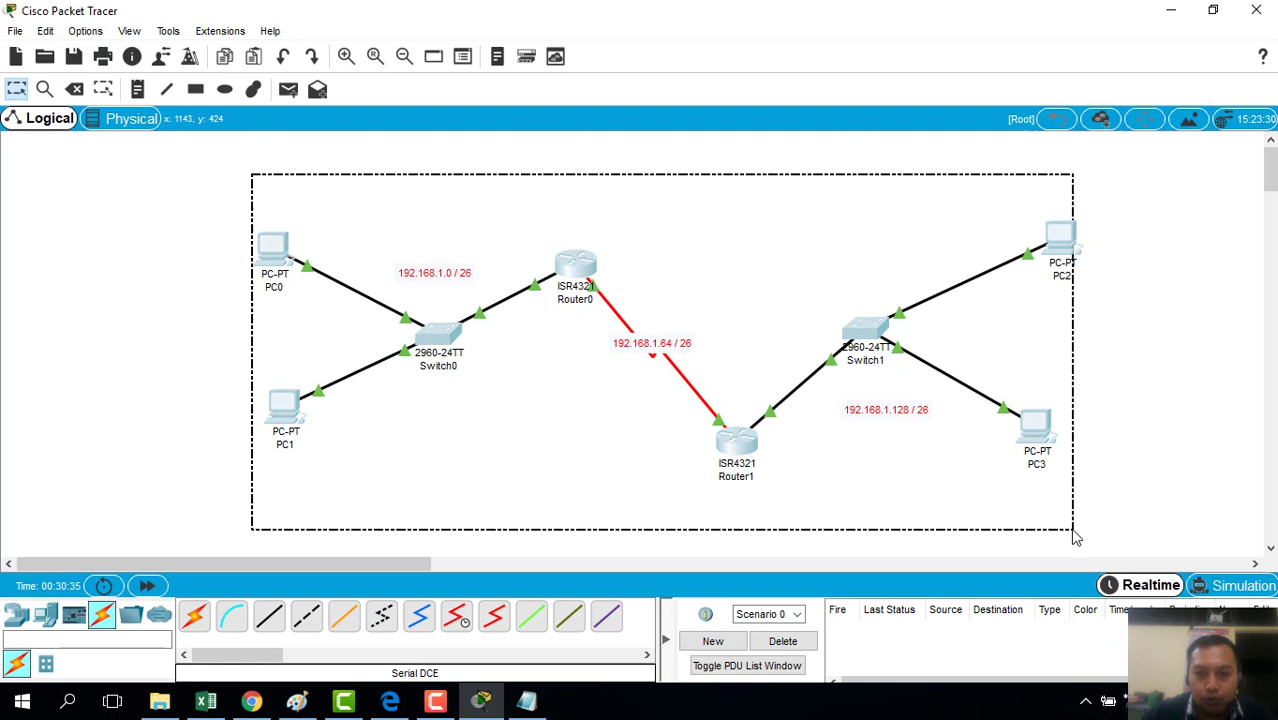 Cisco Packet Tracer
File Edit Options View Tools Extensions Help
Logical Physical x: 1143, y: 424 [Root] 15:23:30
PC-PT
PC0
192.168.1.0 / 26
ISR4321
Router0
PC-PT
PC2
2960-24TT
Switch0
192.168.1.64 / 26
2960-24TT
Switch1
PC-PT
PC1
192.168.1.128 / 26
ISR4321
Router1
PC-PT
PC3
Time: 00:30:35 Realtime Simulation
Scenario 0 Fire Last Status Source Destination Type Color
New Delete
Toggle PDU List Window
Serial DCE